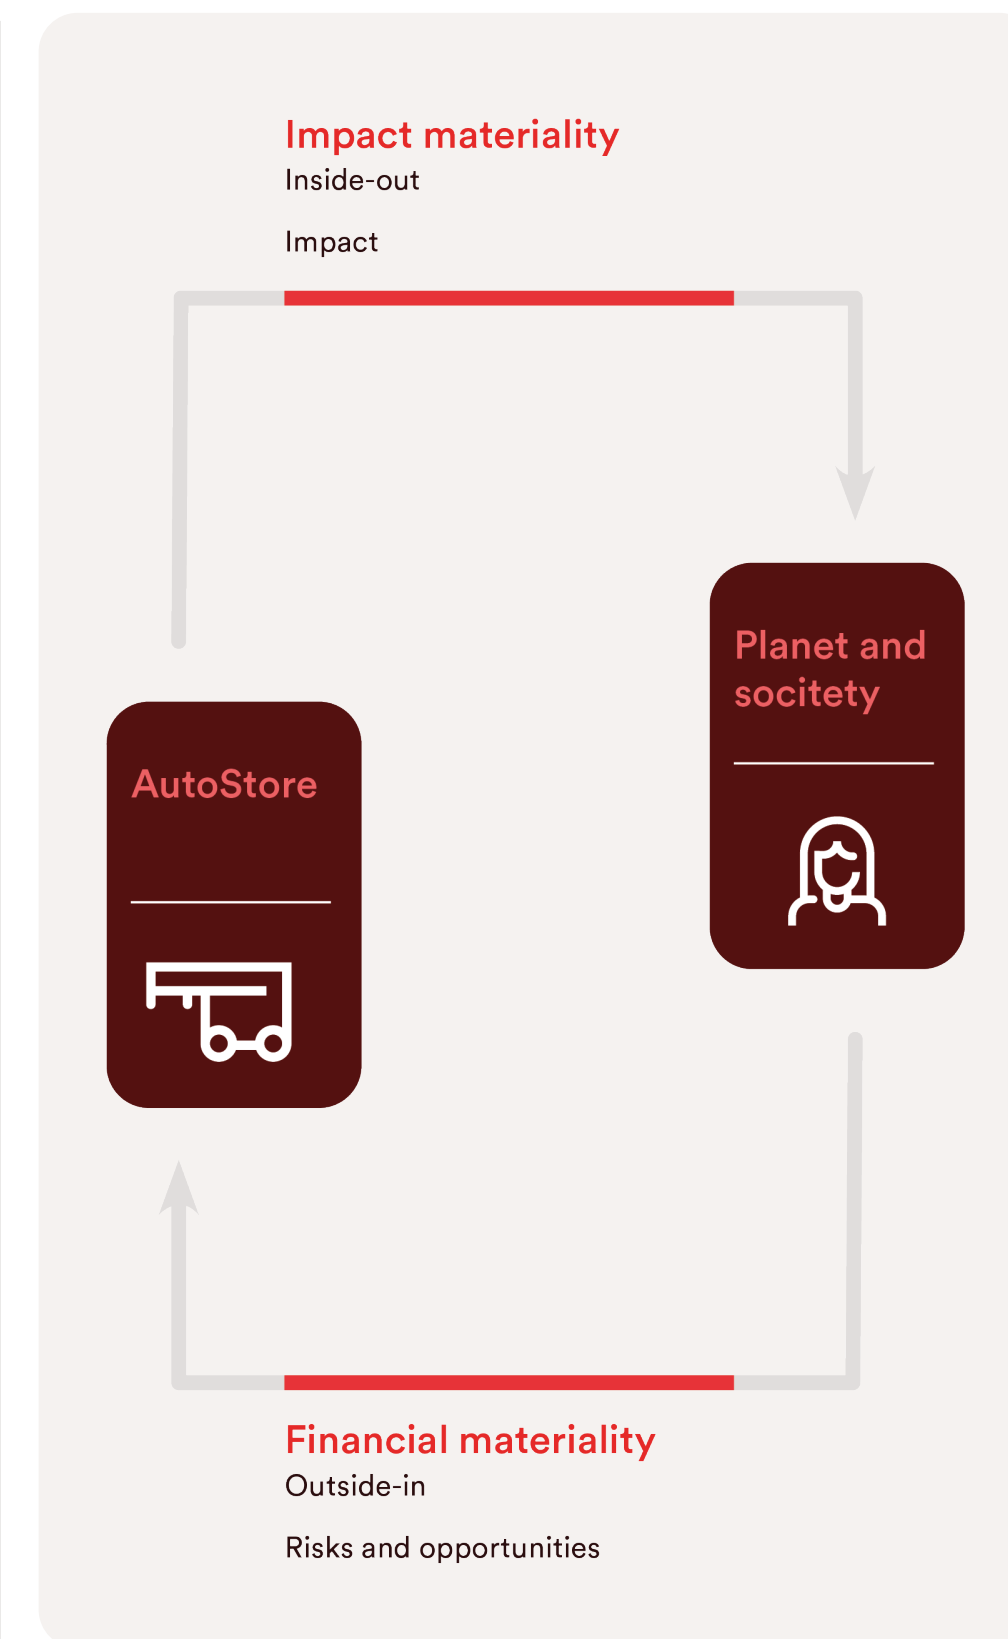 Impact materiality
Inside-out
Impact
Planet and
socitety
AutoStore
Financial materiality
Outside-in
Risks and opportunities